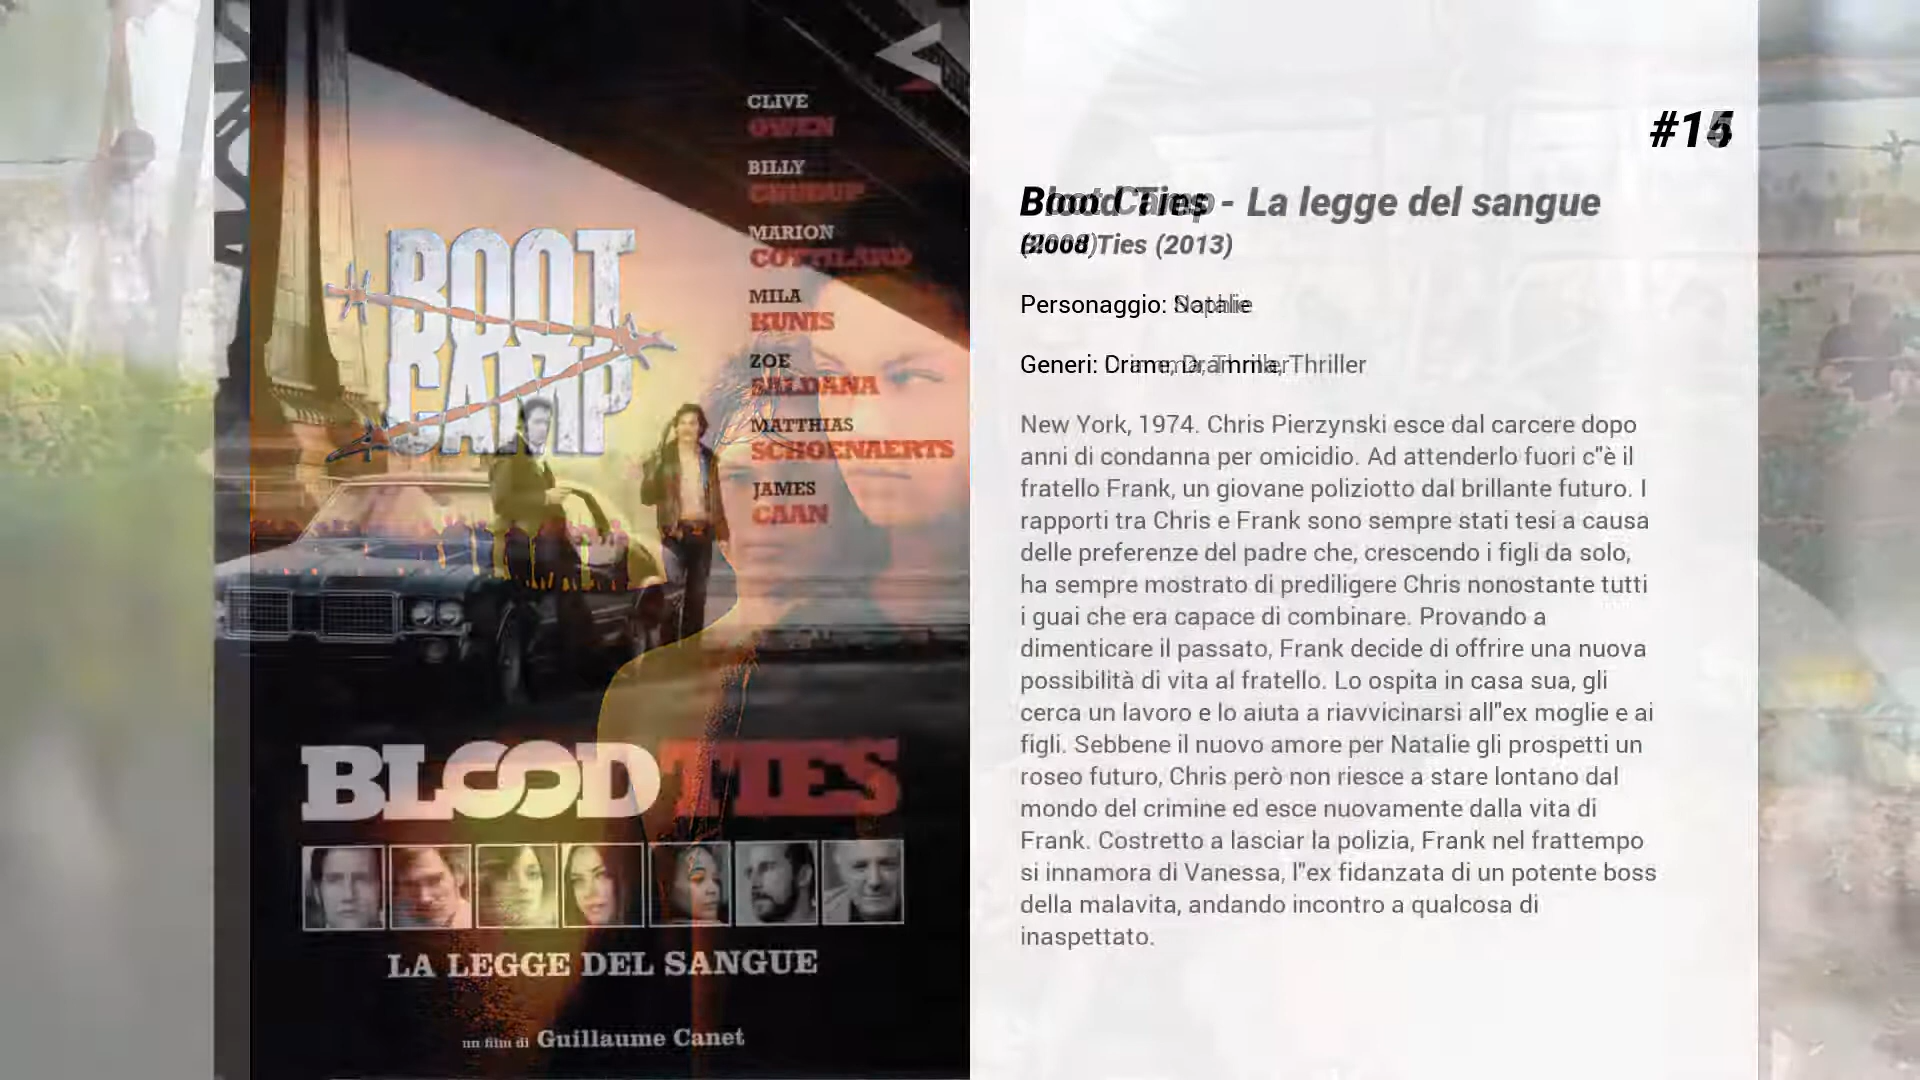 CLIVE
OWEN
BILLY
CRUDUP
MARION
COTTILARD
MILA
KUNIS
ZOE
SALDANA
MATTHIAS
SCHOENAERTS
JAMES
CAAN
BOOT
CAMP
BLOOD TIES
LA LEGGE DEL SANGUE
un film di Guillaume Canet
Blood Ties - La legge del sangue
Ties (2013)
Personaggio: Natalie
Generi: Thriller
New York, 1974. Chris Pierzynski esce dal carcere dopo
anni di condanna per omicidio. Ad attenderlo fuori c"è il
fratello Frank, un giovane poliziotto dal brillante futuro. I
rapporti tra Chris e Frank sono sempre stati tesi a causa
delle preferenze del padre che, crescendo i figli da solo,
ha sempre mostrato di prediligere Chris nonostante tutti
i guai che era capace di combinare. Provando a
dimenticare il passato, Frank decide di offrire una nuova
possibilità di vita al fratello. Lo ospita in casa sua, gli
cerca un lavoro e lo aiuta a riavvicinarsi all"ex moglie e ai
figli. Sebbene il nuovo amore per Natalie gli prospetti un
roseo futuro, Chris però non riesce a stare lontano dal
mondo del crimine ed esce nuovamente dalla vita di
Frank. Costretto a lasciar la polizia, Frank nel frattempo
si innamora di Vanessa, l"ex fidanzata di un potente boss
della malavita, andando incontro a qualcosa di
inaspettato.